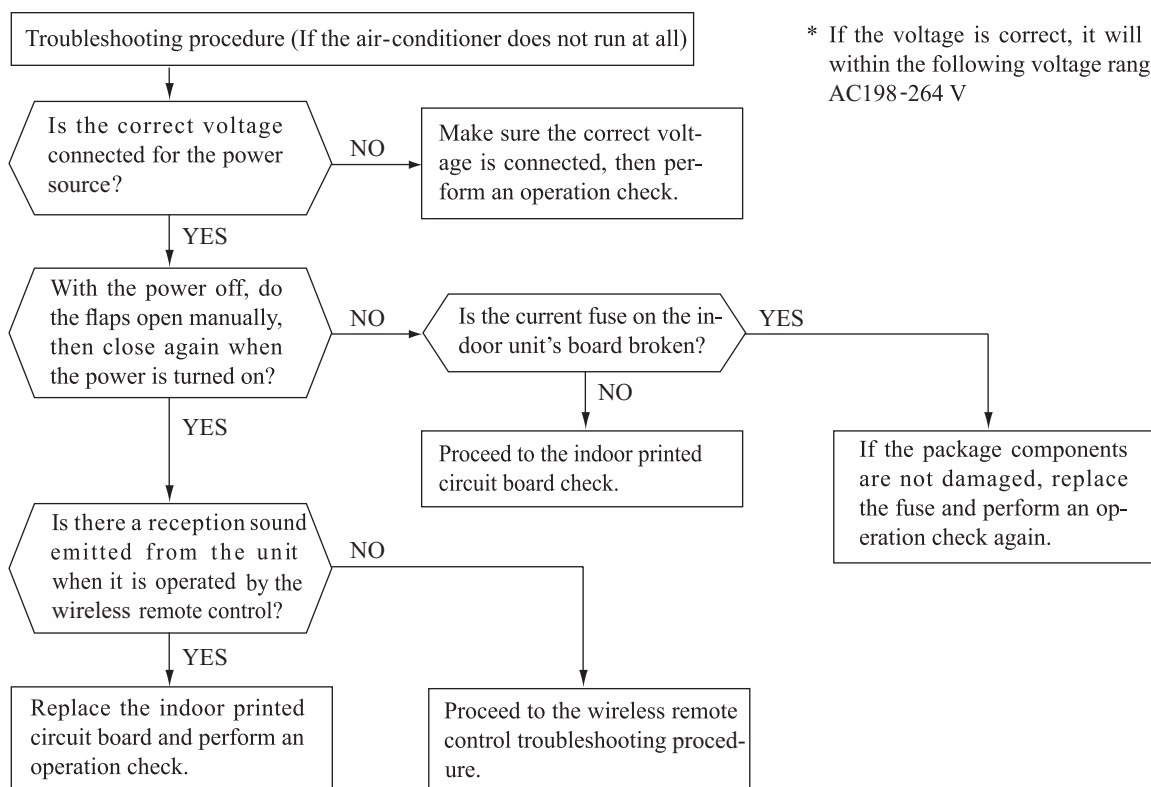 Troubleshooting procedure (If the air-conditioner does not run at all)
* If the voltage is correct, it will
within the following voltage rang
AC198-264 V
Is the correct voltage
connected for the power
source?
NO
Make sure the correct volt-
age is connected, then per-
form an operation check.
YES
With the power off, do
the flaps open manually,
then close again when
the power is turned on?
NO
Is the current fuse on the in-
door unit's board broken?
YES
NO
YES
Proceed to the indoor printed
circuit board check.
If the package components
are not damaged, replace
the fuse and perform an op-
eration check again.
Is there a reception sound
emitted from the unit
when it is operated by the
wireless remote control?
NO
YES
Replace the indoor printed
circuit board and perform an
operation check.
Proceed to the wireless remote
control troubleshooting proced-
ure.